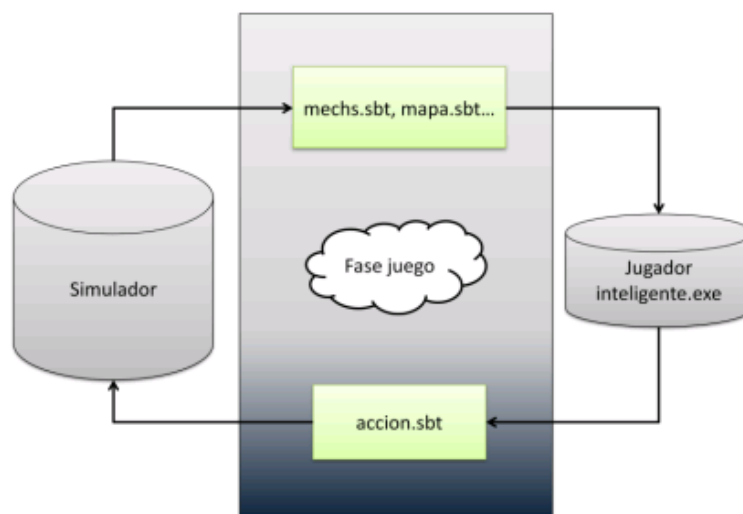 mechs.sbt, mapa.sbt...
Simulador
Fase juego
Jugador
inteligente.exe
accion.sbt